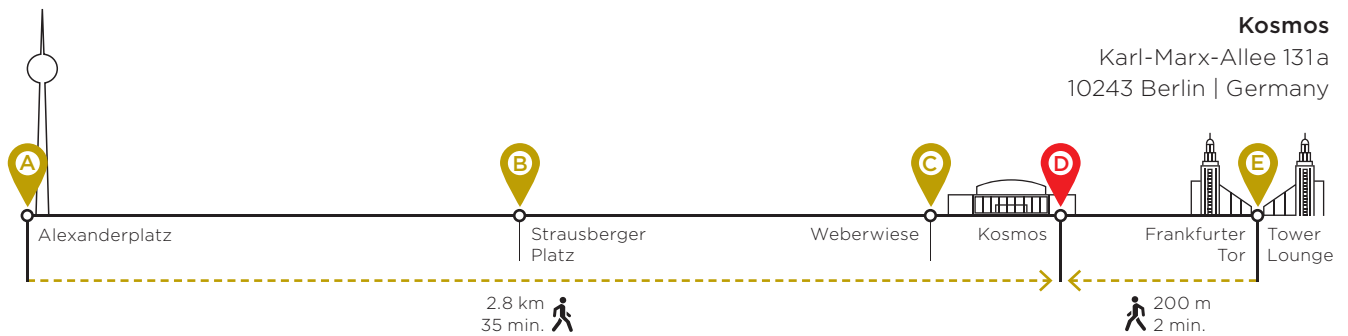 Kosmos
Karl-Marx-Allee 131a
10243 Berlin | Germany
A
B
C
D
E
Alexanderplatz
Strausberger
Platz
Weberwiese
Kosmos
Frankfurter
Tor
Tower
Lounge
2.8 km
35 min.
200 m
2 min.